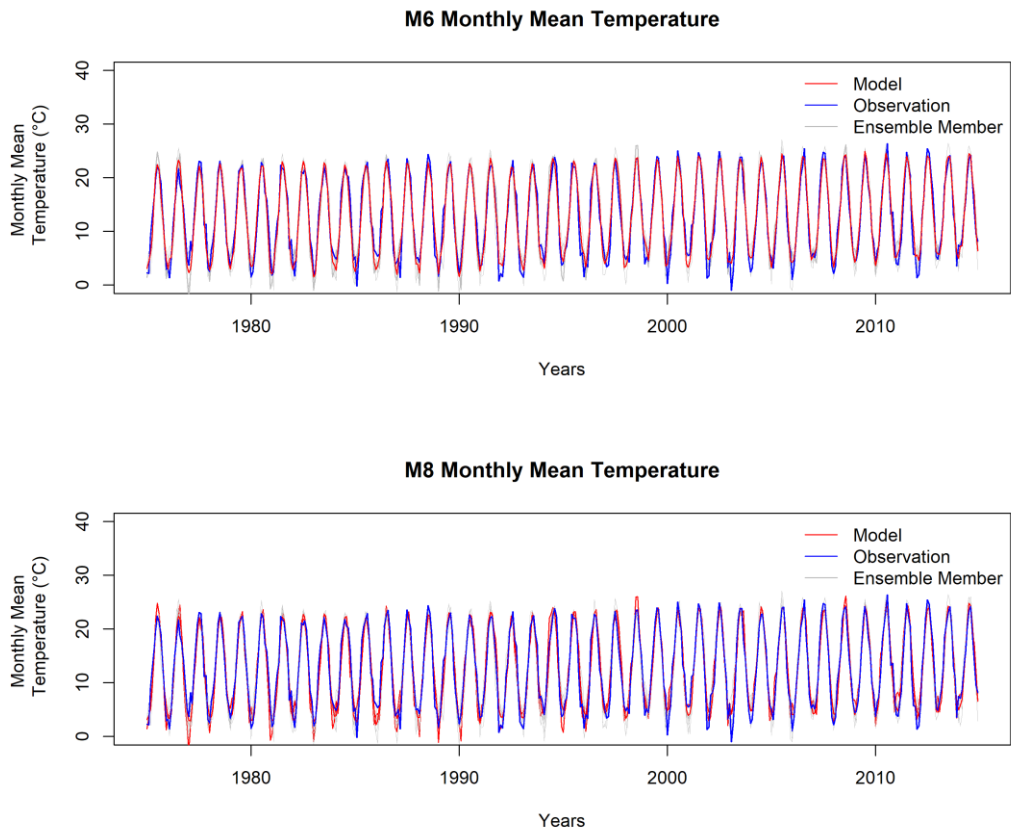 M6 Monthly Mean Temperature
Monthly Mean
Temperature (°C)
40
30
20
10
0
Model
Observation
Ensemble Member
1980
1990
2000
2010
Years
M8 Monthly Mean Temperature
Monthly Mean
Temperature (°C)
40
30
20
10
0
Model
Observation
Ensemble Member
1980
1990
2000
2010
Years